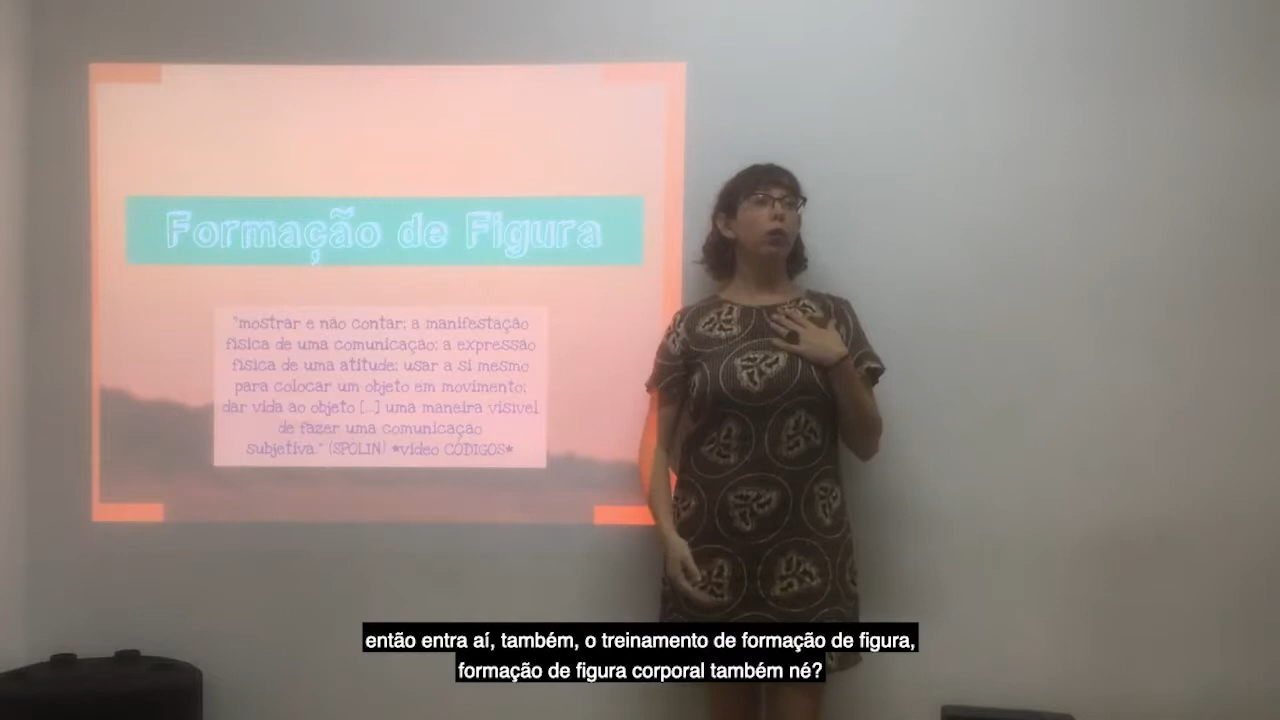 Formação de Figura
"mostrar e não contar; a manifestação
física de uma comunicação; a expressão
física de uma atitude; usar a si mesmo
para colocar um objeto em movimento;
dar vida ao objeto [...] uma maneira visível
de fazer uma comunicação
subjetiva." (SPOLIN) *vídeo CÓDIGOS*
então entra aí, também, o treinamento de formação de figura,
formação de figura corporal também né?